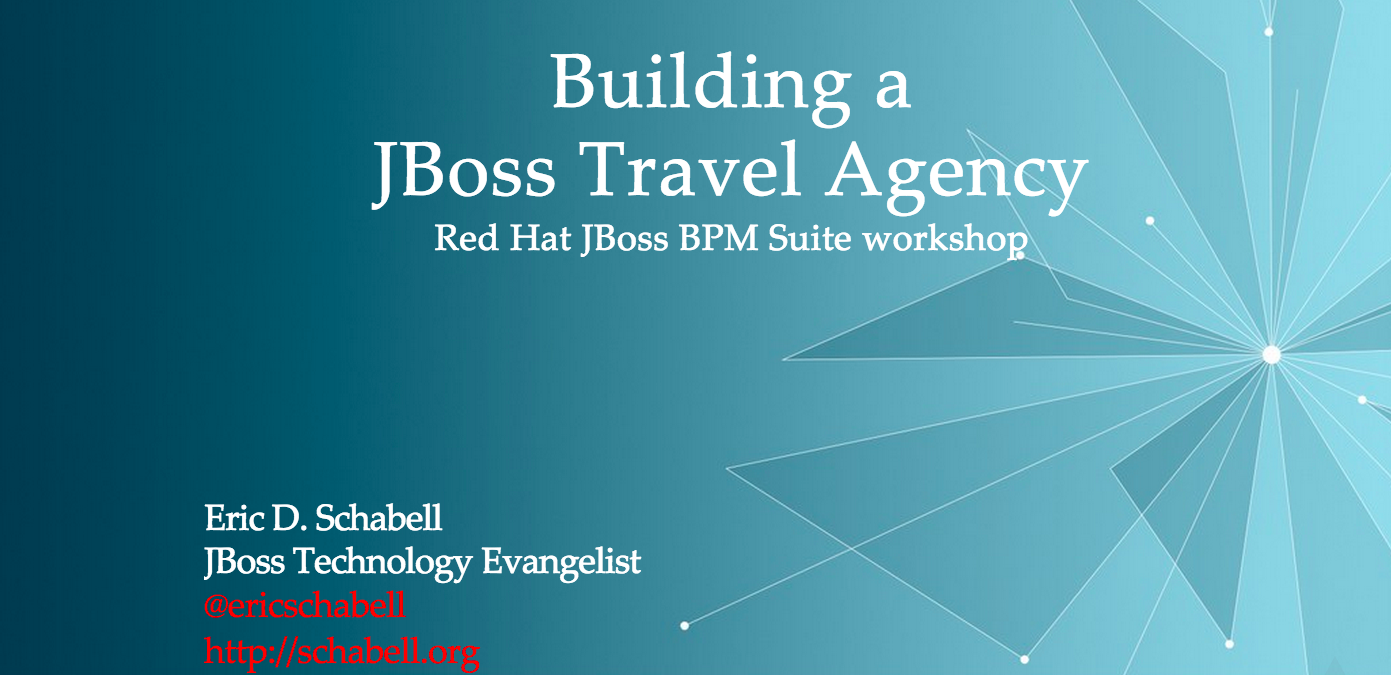 Building a
JBoss Travel Agency
Red Hat JBoss BPM Suite workshop
Eric D. Schabell
JBoss Technology Evangelist
@ericschabell
http://schabell.org